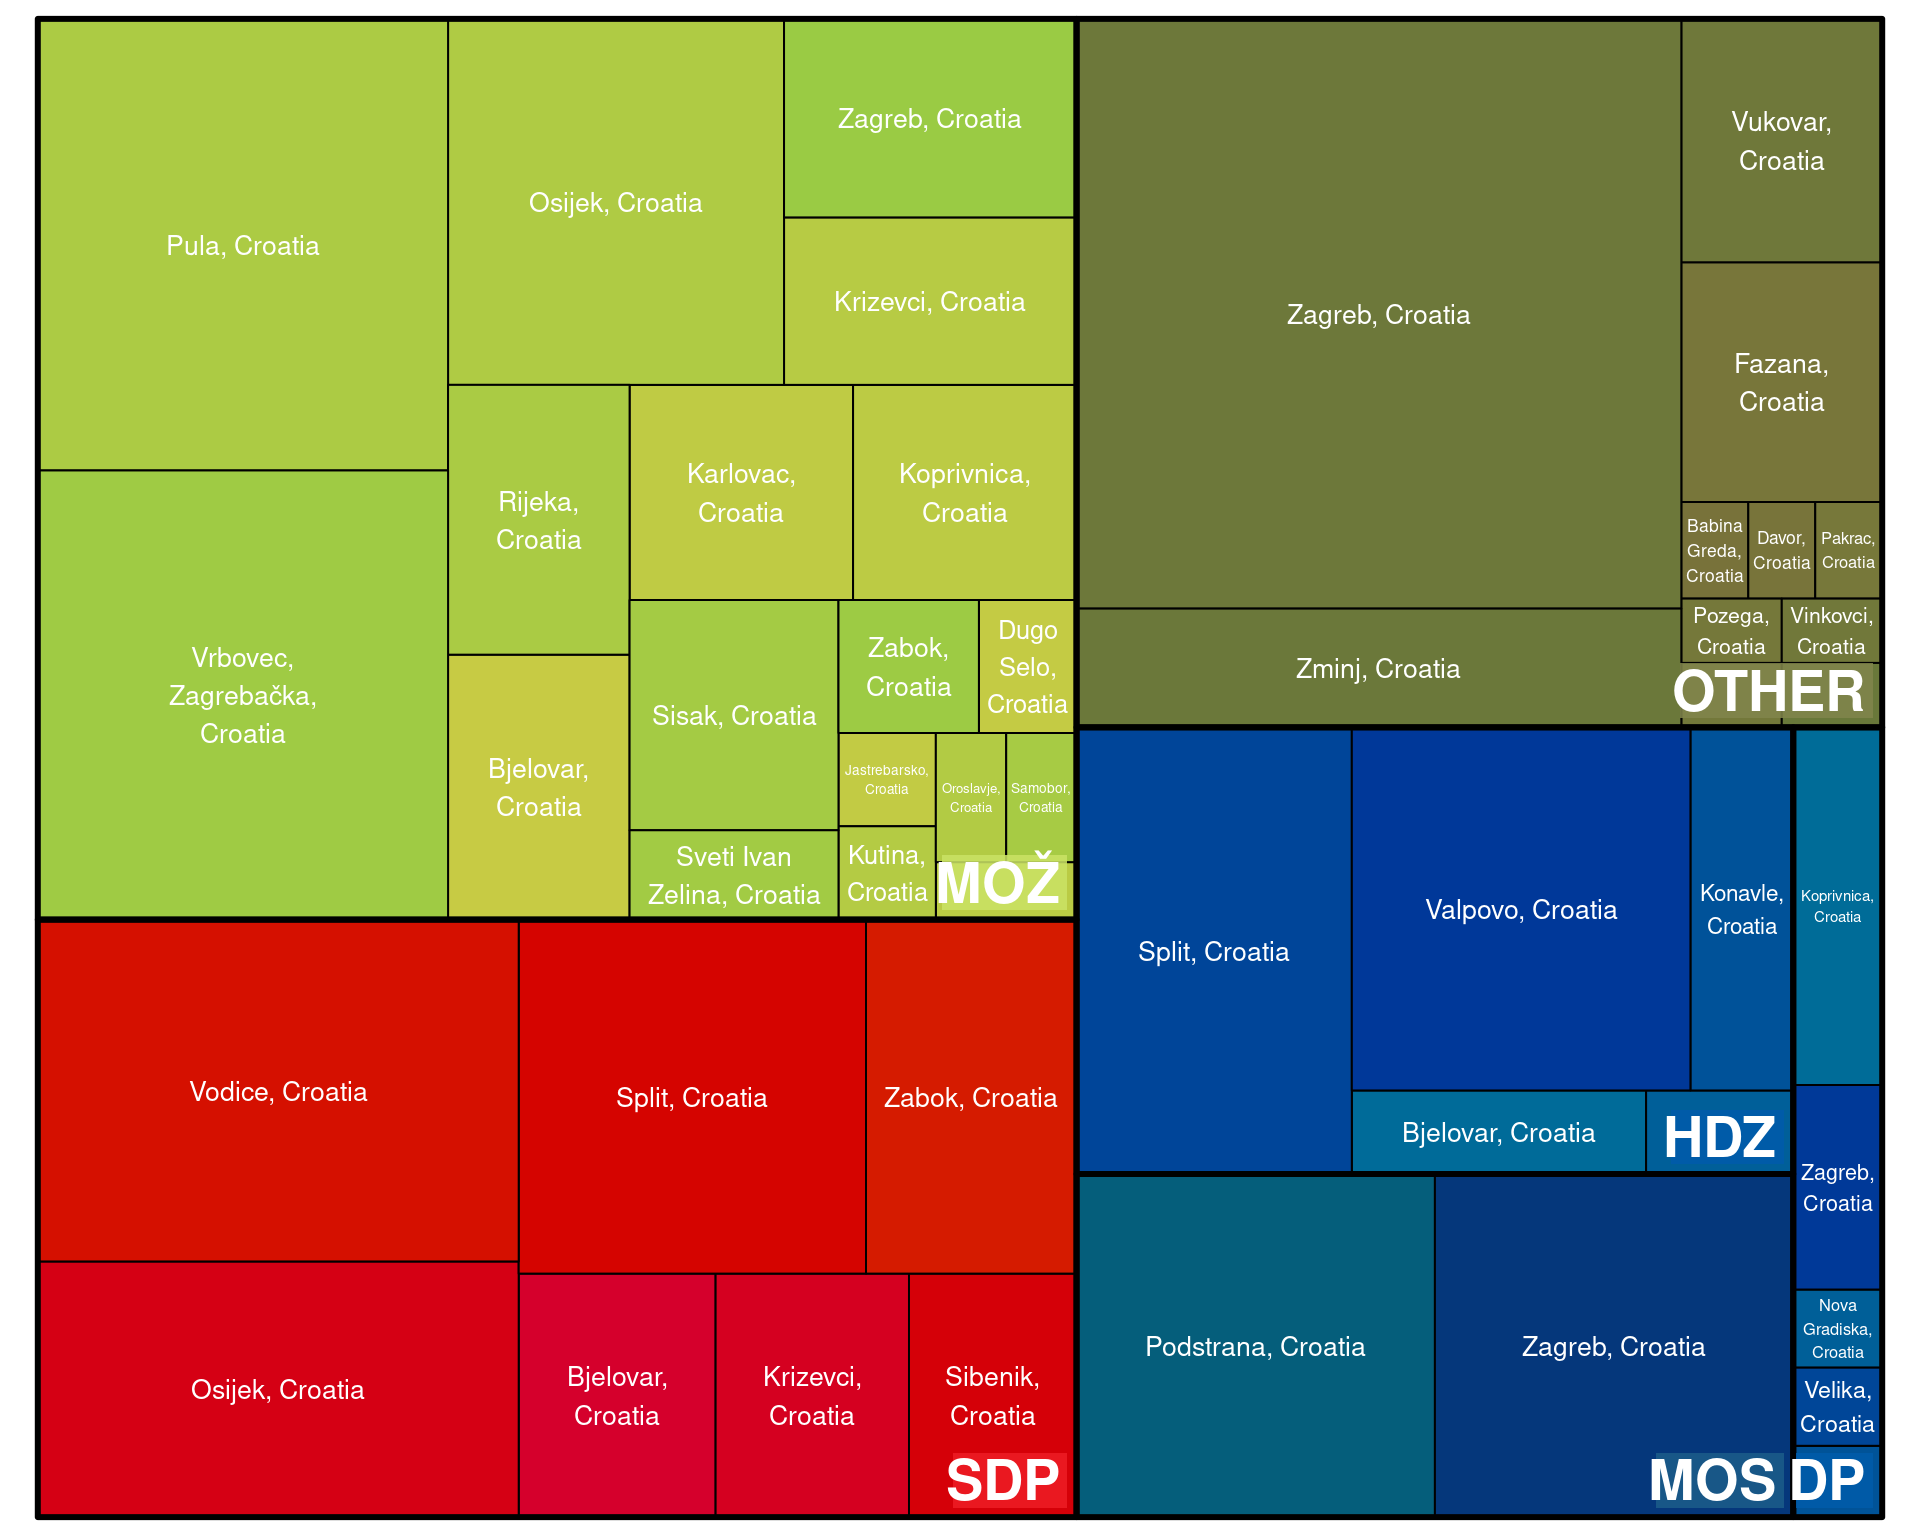 Pula, Croatia
Osijek, Croatia
Zagreb, Croatia
Krizevci, Croatia
Vrbovec,
Zagrebačka,
Croatia
Rijeka,
Croatia
Karlovac,
Croatia
Koprivnica,
Croatia
Bjelovar,
Croatia
Sisak, Croatia
Zabok,
Croatia
Dugo
Selo,
Croatia
Jastrebarsko,
Croatia
Oroslavje,
Croatia
Samobor,
Croatia
Sveti Ivan
Zelina, Croatia
Kutina,
Croatia
MOŽ
Zagreb, Croatia
Vukovar,
Croatia
Fazana,
Croatia
Babina
Greda,
Croatia
Davor,
Croatia
Pakrac,
Croatia
Pozega,
Croatia
Vinkovci,
Croatia
Zminj, Croatia
OTHER
Vodice, Croatia
Split, Croatia
Zabok, Croatia
Osijek, Croatia
Bjelovar,
Croatia
Krizevci,
Croatia
Sibenik,
Croatia
SDP
Split, Croatia
Valpovo, Croatia
Konavle,
Croatia
Bjelovar, Croatia
HDZ
Podstrana, Croatia
Zagreb, Croatia
MOS
Koprivnica,
Croatia
Zagreb,
Croatia
Nova
Gradiska,
Croatia
Velika,
Croatia
DP